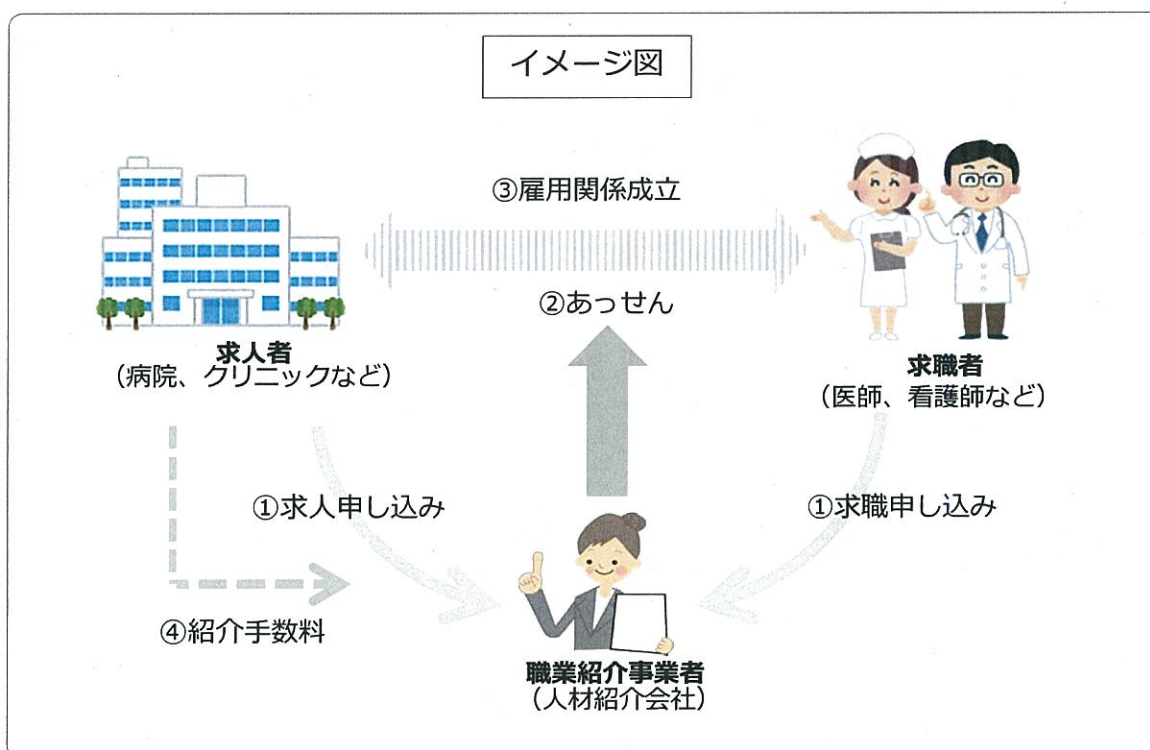 イメージ図
③雇用関係成立
②あっせん
求人者
（病院、クリニックなど）
求職者
（医師、看護師など）
①求人申し込み
①求職申し込み
④紹介手数料
職業紹介事業者
（人材紹介会社）